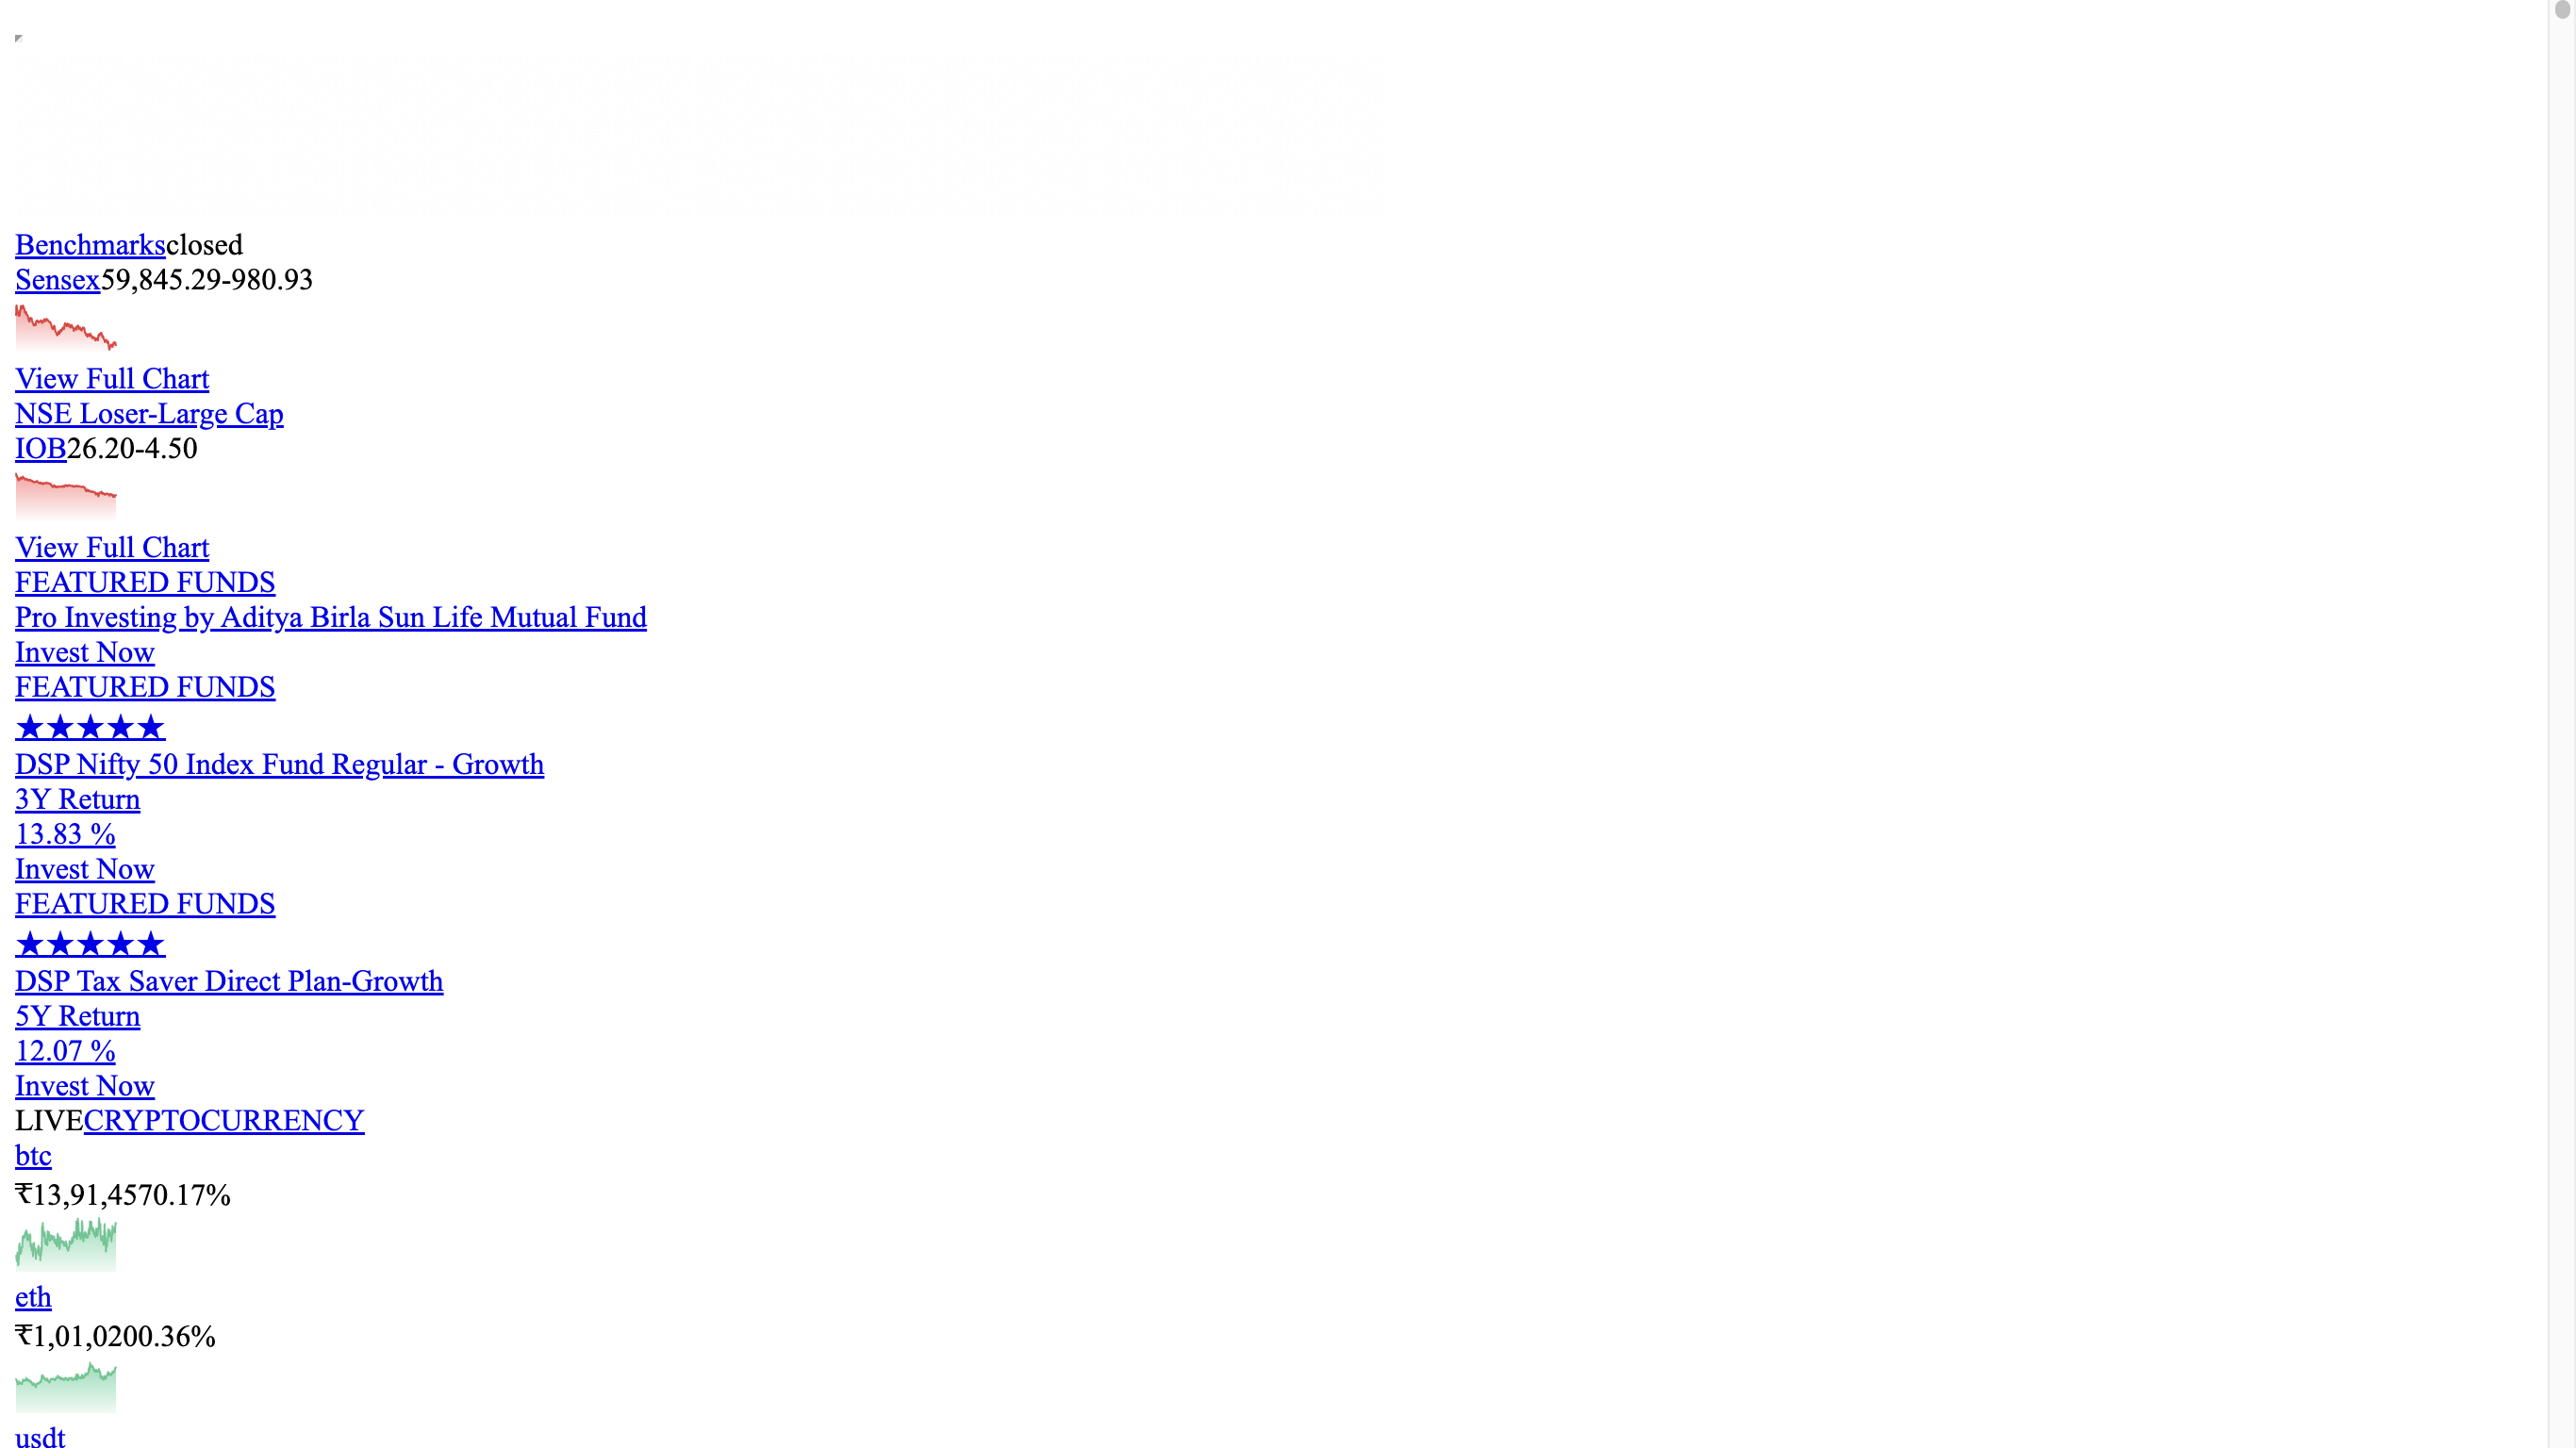 Benchmarksclosed
Sensex59,845.29-980.93
View Full Chart
NSE Loser-Large Cap
IOB26.20-4.50
View Full Chart
FEATURED FUNDS
Pro Investing by Aditya Birla Sun Life Mutual Fund
Invest Now
FEATURED FUNDS
★★★★★
DSP Nifty 50 Index Fund Regular - Growth
3Y Return
13.83 %
Invest Now
FEATURED FUNDS
★★★★★
DSP Tax Saver Direct Plan-Growth
5Y Return
12.07 %
Invest Now
LIVECRYPTOCURRENCY
btc
₹13,91,4570.17%
eth
₹1,01,0200.36%
usdt